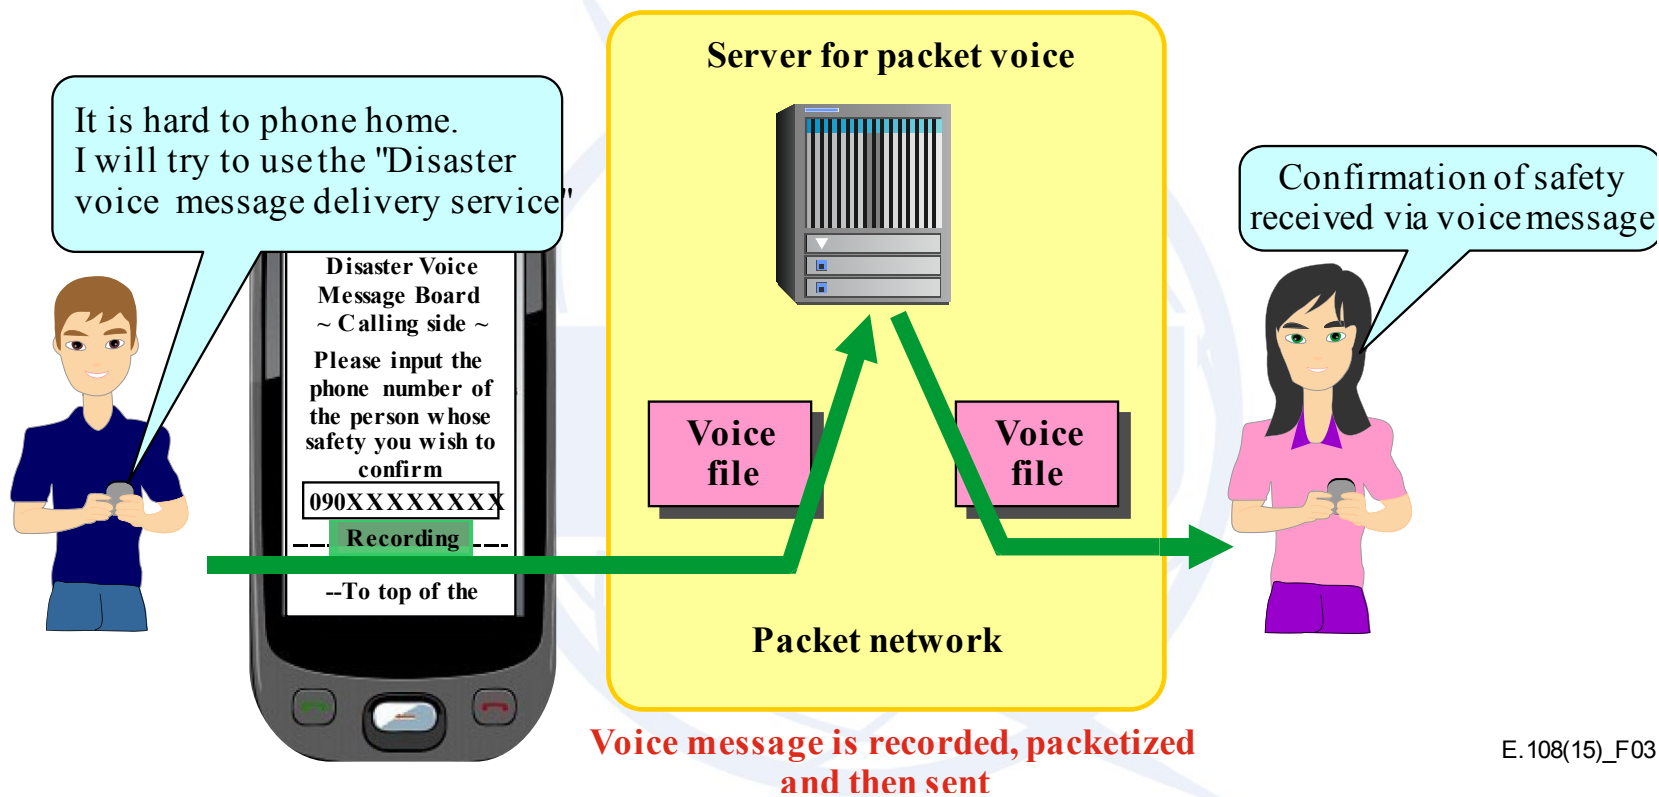 Server for packet voice
It is hard to phone home.
I will try to use the "Disaster
voice message delivery service"
Confirmation of safety
received via voice message
Disaster Voice
Message Board
~ Calling side ~
Please input the
phone number of
the person whose
safety you wish to
confirm
090XXXXXXXX
Recording
--To top of the
Voice
file
Voice
file
Packet network
Voice message is recorded, packetized
and then sent
E.108(15)_F03